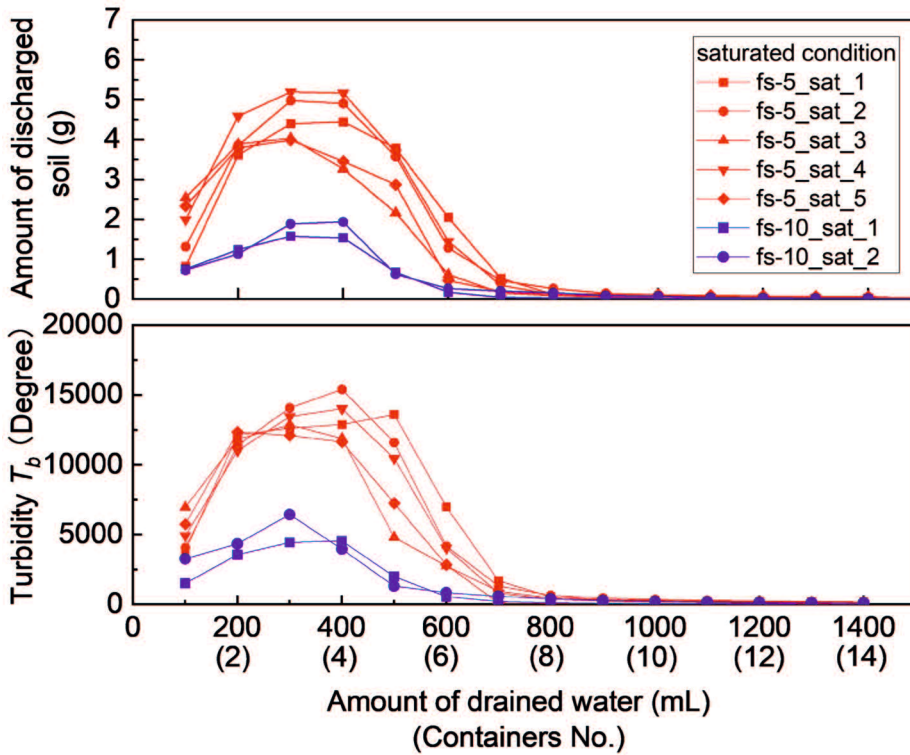 Amount of discharged
soil (g)
7
6
5
4
3
2
1
0
saturated condition
fs-5_sat_1
fs-5_sat_2
fs-5_sat_3
fs-5_sat_4
fs-5_sat_5
fs-10_sat_1
fs-10_sat_2
Turbidity T_b (Degree)
20000
15000
10000
5000
0
0 200 400 600 800 1000 1200 1400
(2) (4) (6) (8) (10) (12) (14)
Amount of drained water (mL)
(Containers No.)